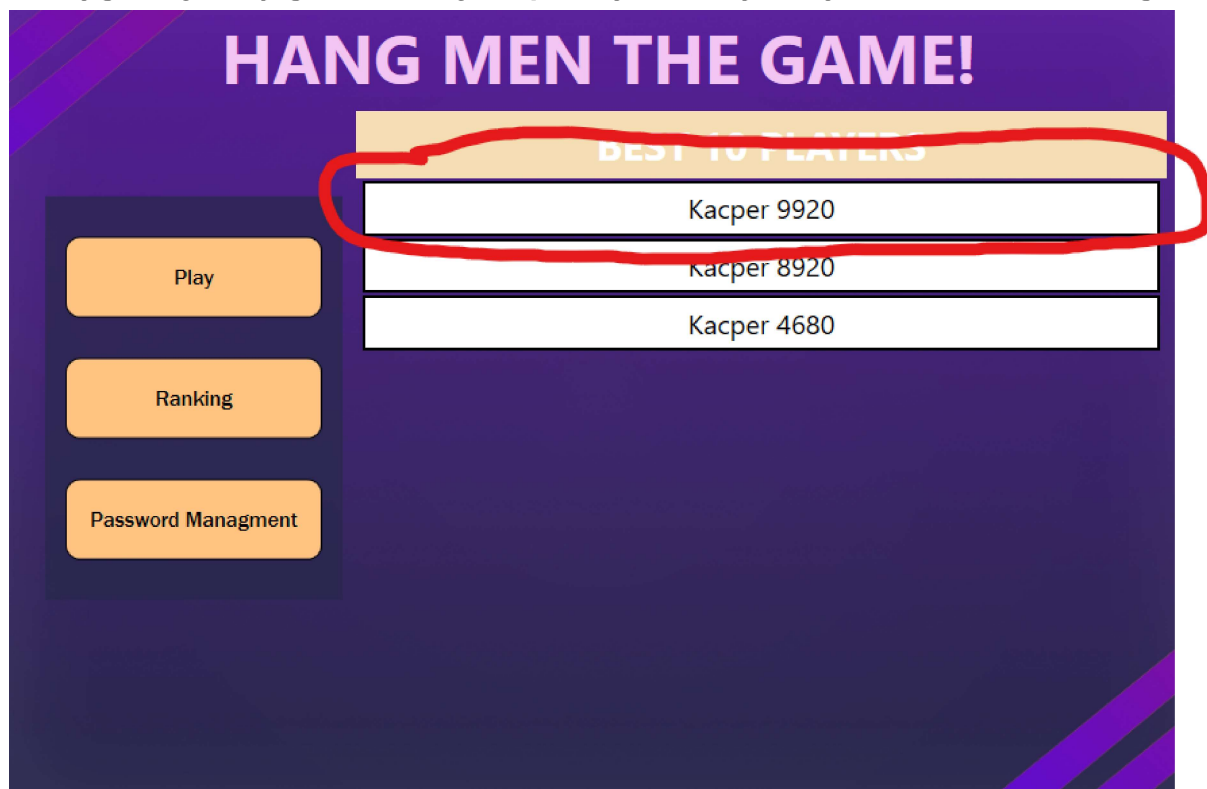 HANG MEN THE GAME!
BEST 10 PLAYERS
Kacper 9920
Play
Kacper 8920
Kacper 4680
Ranking
Password Managment